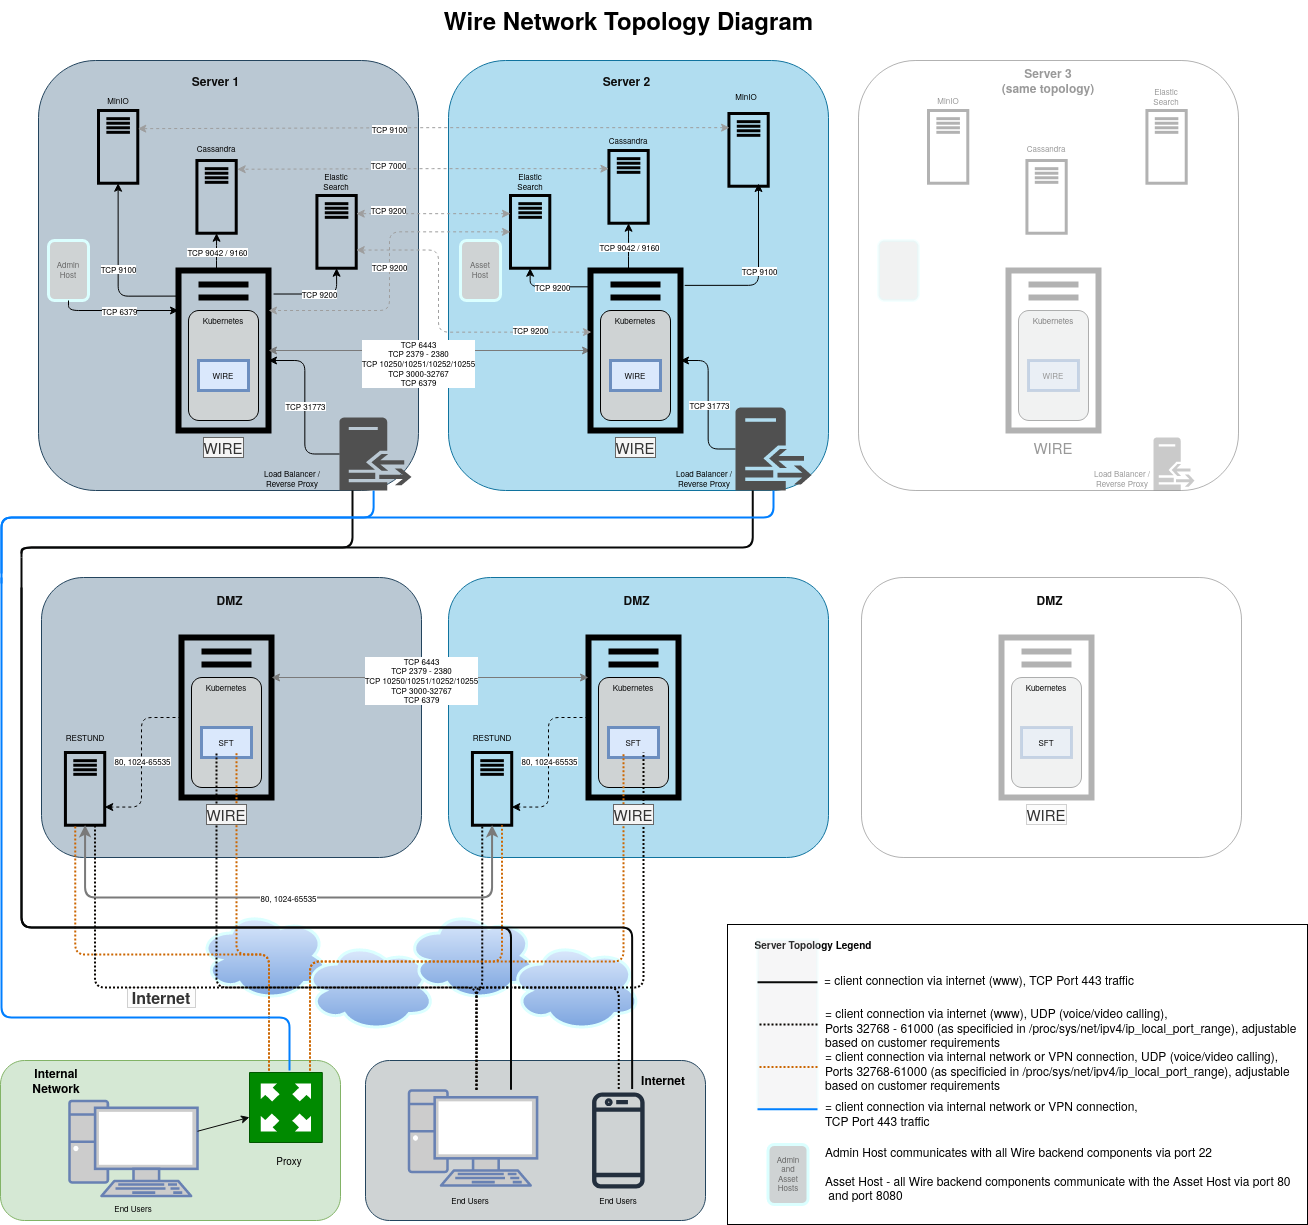 Wire Network Topology Diagram
Server 1
MinIO
Cassandra
Elastic
Search
Admin
Host
TCP 9100
TCP 9042 / 9160
TCP 9200
TCP 6379
Kubernetes
WIRE
WIRE
TCP 31773
Load Balancer /
Reverse Proxy
TCP 9100
TCP 7000
TCP 9200
TCP 9200
TCP 9200
TCP 6443
TCP 2379 - 2380
TCP 10250/10251/10252/10255
TCP 3000-32767
TCP 6379
Server 2
MinIO
Cassandra
Elastic
Search
Asset
Host
TCP 9042 / 9160
TCP 9200
TCP 9100
Kubernetes
WIRE
WIRE
TCP 31773
Load Balancer /
Reverse Proxy
Server 3
(same topology)
MinIO
Elastic
Search
Cassandra
Kubernetes
WIRE
WIRE
Load Balancer /
Reverse Proxy
DMZ
Kubernetes
SFT
WIRE
RESTUND
80, 1024-65535
TCP 6443
TCP 2379 - 2380
TCP 10250/10251/10252/10255
TCP 3000-32767
TCP 6379
DMZ
Kubernetes
SFT
WIRE
RESTUND
80, 1024-65535
DMZ
Kubernetes
SFT
WIRE
80, 1024-65535
Internet
Internal
Network
End Users
Proxy
Internet
End Users
End Users
Server Topology Legend
= client connection via internet (www), TCP Port 443 traffic
= client connection via internet (www), UDP (voice/video calling),
Ports 32768 - 61000 (as specificied in /proc/sys/net/ipv4/ip_local_port_range), adjustable
based on customer requirements
= client connection via internal network or VPN connection, UDP (voice/video calling),
Ports 32768-61000 (as specificied in /proc/sys/net/ipv4/ip_local_port_range), adjustable
based on customer requirements
= client connection via internal network or VPN connection,
TCP Port 443 traffic
Admin
and
Asset
Hosts
Admin Host communicates with all Wire backend components via port 22
Asset Host - all Wire backend components communicate with the Asset Host via port 80
and port 8080